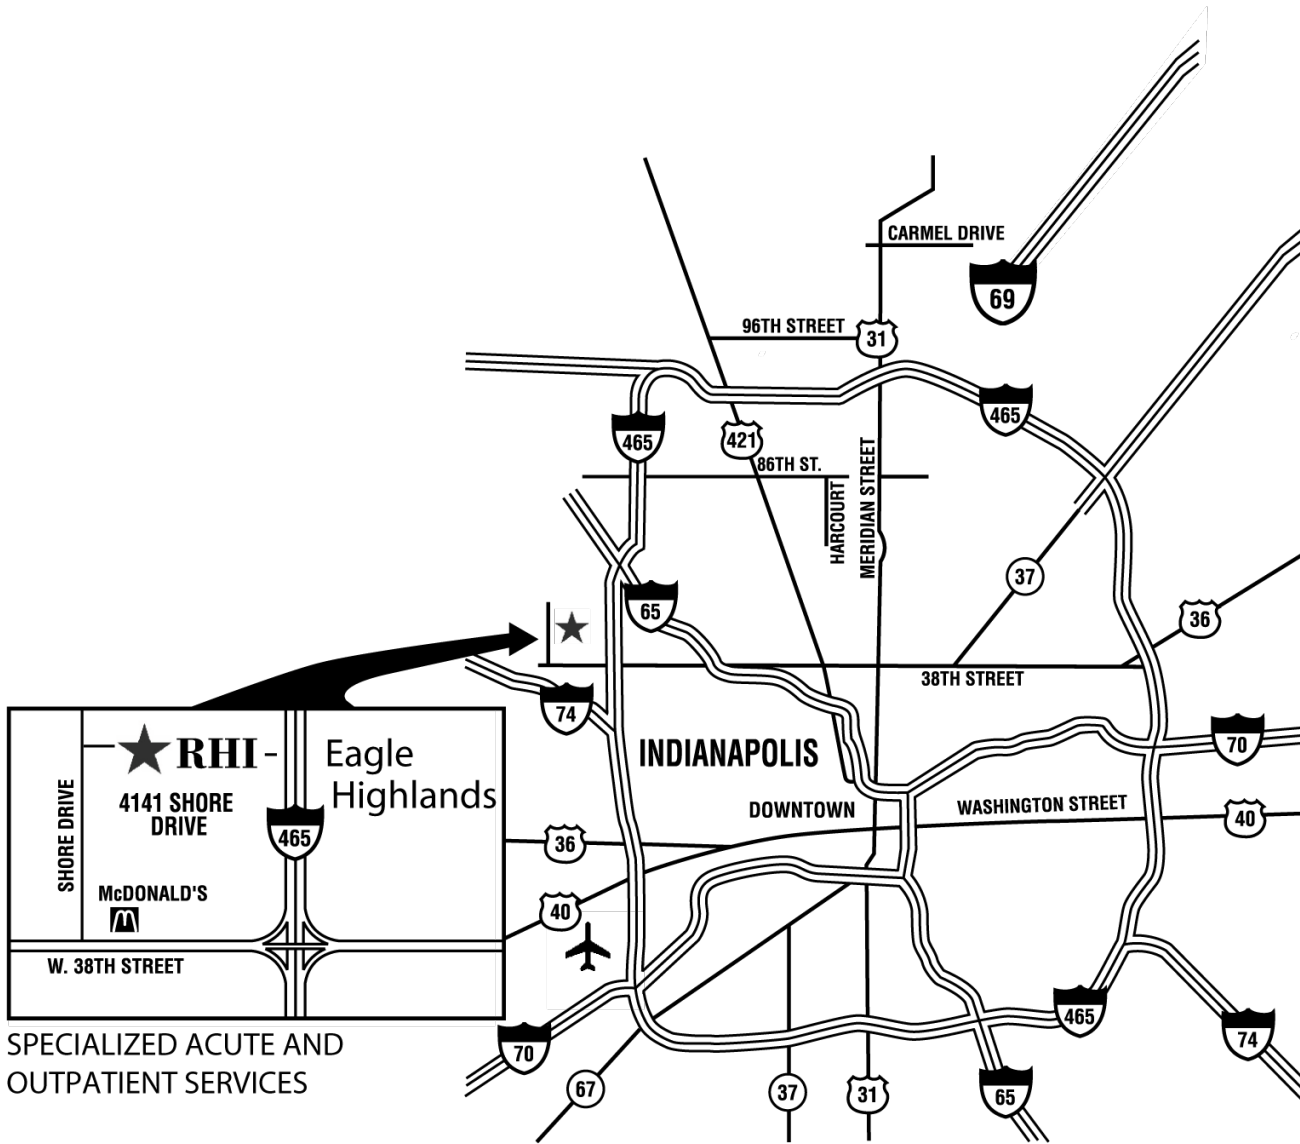 CARMEL DRIVE
69
96TH STREET
31
465
465
421
86TH ST.
HARCOURT
MERIDIAN STREET
37
65
36
38TH STREET
74
INDIANAPOLIS
70
DOWNTOWN
WASHINGTON STREET
40
36
40
RHI
Eagle
Highlands
4141 SHORE
DRIVE
SHORE DRIVE
465
McDONALD'S
W. 38TH STREET
SPECIALIZED ACUTE AND
OUTPATIENT SERVICES
70
67
37
31
65
465
74